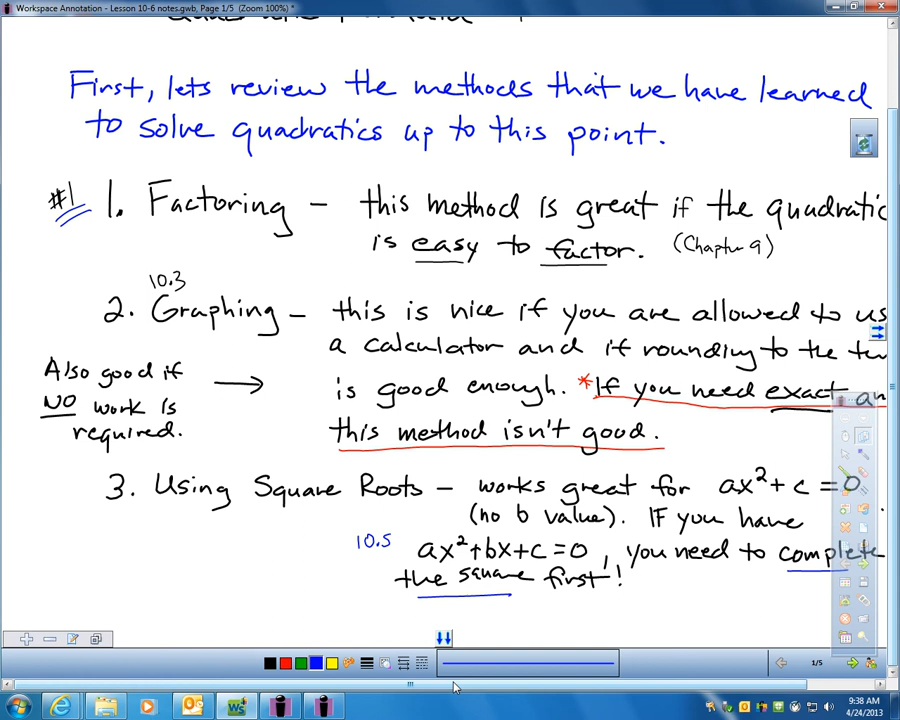 Workspace Annotation - Lesson 10-6 notes.gwb, Page 1/5 (Zoom 100%) *
First, lets review the methods that we have learned
to solve quadratics up to this point.
#1 1. Factoring - this method is great if the quadratic
is easy to factor. (Chapter 9)
10.3
2. Graphing - this is nice if you are allowed to us
a calculator and if rounding to the
Also good if
NO work is
required.
is good enough. *If you need exact an
this method isn't good.
3. Using Square Roots - works great for ax²+c=0.
(no b value). IF you have
10.5 ax²+bx+c=0, you need to complete
the square first!
1/5
9:38 AM
4/24/2013